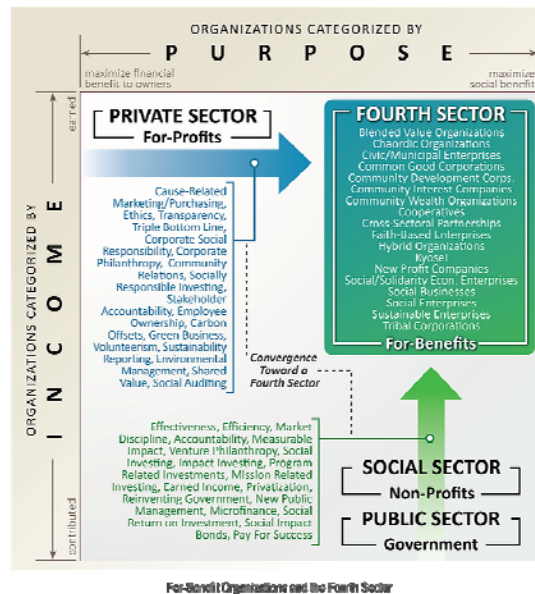 ORGANIZATIONS CATEGORIZED BY
PURPOSE
maximize financial
benefit to owners
maximize
social benefit
ORGANIZATIONS CATEGORIZED BY
INCOME
earned
contributed
PRIVATE SECTOR
For-Profits
Cause-Related
Marketing/Purchasing,
Ethics, Transparency,
Triple Bottom Line,
Corporate Social
Responsibility, Corporate
Philanthropy, Community
Relations, Socially
Responsible Investing,
Stakeholder
Accountability, Employee
Ownership, Carbon
Offsets, Green Business,
Volunteerism, Sustainability
Reporting, Environmental
Management, Shared
Value, Social Auditing
FOURTH SECTOR
Blended Value Organizations
Chaordic Organizations
Civic/Municipal Enterprises
Common Good Corporations
Community Development Corps.
Community Interest Companies
Community Wealth Organizations
Cooperatives
Cross-Sectoral Partnerships
Faith-Based Enterprises
Hybrid Organizations
Kyosei
New Profit Companies
Social/Solidarity Econ. Enterprises
Social Businesses
Social Enterprises
Sustainable Enterprises
Tribal Corporations
For-Benefits
Convergence
Toward a
Fourth Sector
Effectiveness, Efficiency, Market
Discipline, Accountability, Measurable
Impact, Venture Philanthropy, Social
Investing, Impact Investing, Program
Related Investments, Mission Related
Investing, Earned Income, Privatization,
Reinventing Government, New Public
Management, Microfinance, Social
Return on Investment, Social Impact
Bonds, Pay For Success
SOCIAL SECTOR
Non-Profits
PUBLIC SECTOR
Government
For-Benefit Organizations and the Fourth Sector